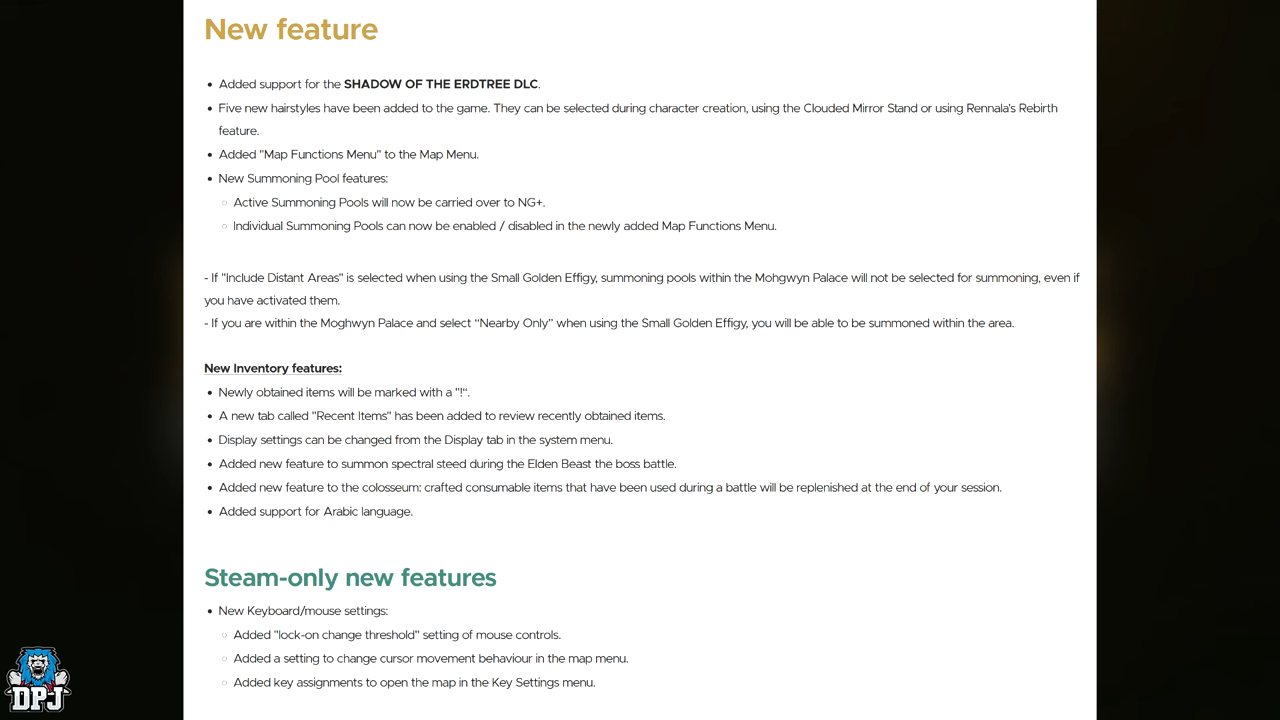 New feature
• Added support for the SHADOW OF THE ERDTREE DLC.
• Five new hairstyles have been added to the game. They can be selected during character creation, using the Clouded Mirror Stand or using Rennala's Rebirth
feature.
• Added "Map Functions Menu" to the Map Menu.
• New Summoning Pool features:
○ Active Summoning Pools will now be carried over to NG+.
○ Individual Summoning Pools can now be enabled / disabled in the newly added Map Functions Menu.
- If "Include Distant Areas" is selected when using the Small Golden Effigy, summoning pools within the Mohgwyn Palace will not be selected for summoning, even if
you have activated them.
- If you are within the Moghwyn Palace and select “Nearby Only” when using the Small Golden Effigy, you will be able to be summoned within the area.
New Inventory features:
• Newly obtained items will be marked with a "!“.
• A new tab called "Recent Items" has been added to review recently obtained items.
• Display settings can be changed from the Display tab in the system menu.
• Added new feature to summon spectral steed during the Elden Beast the boss battle.
• Added new feature to the colosseum: crafted consumable items that have been used during a battle will be replenished at the end of your session.
• Added support for Arabic language.
Steam-only new features
• New Keyboard/mouse settings:
○ Added "lock-on change threshold" setting of mouse controls.
○ Added a setting to change cursor movement behaviour in the map menu.
○ Added key assignments to open the map in the Key Settings menu.
DPJ